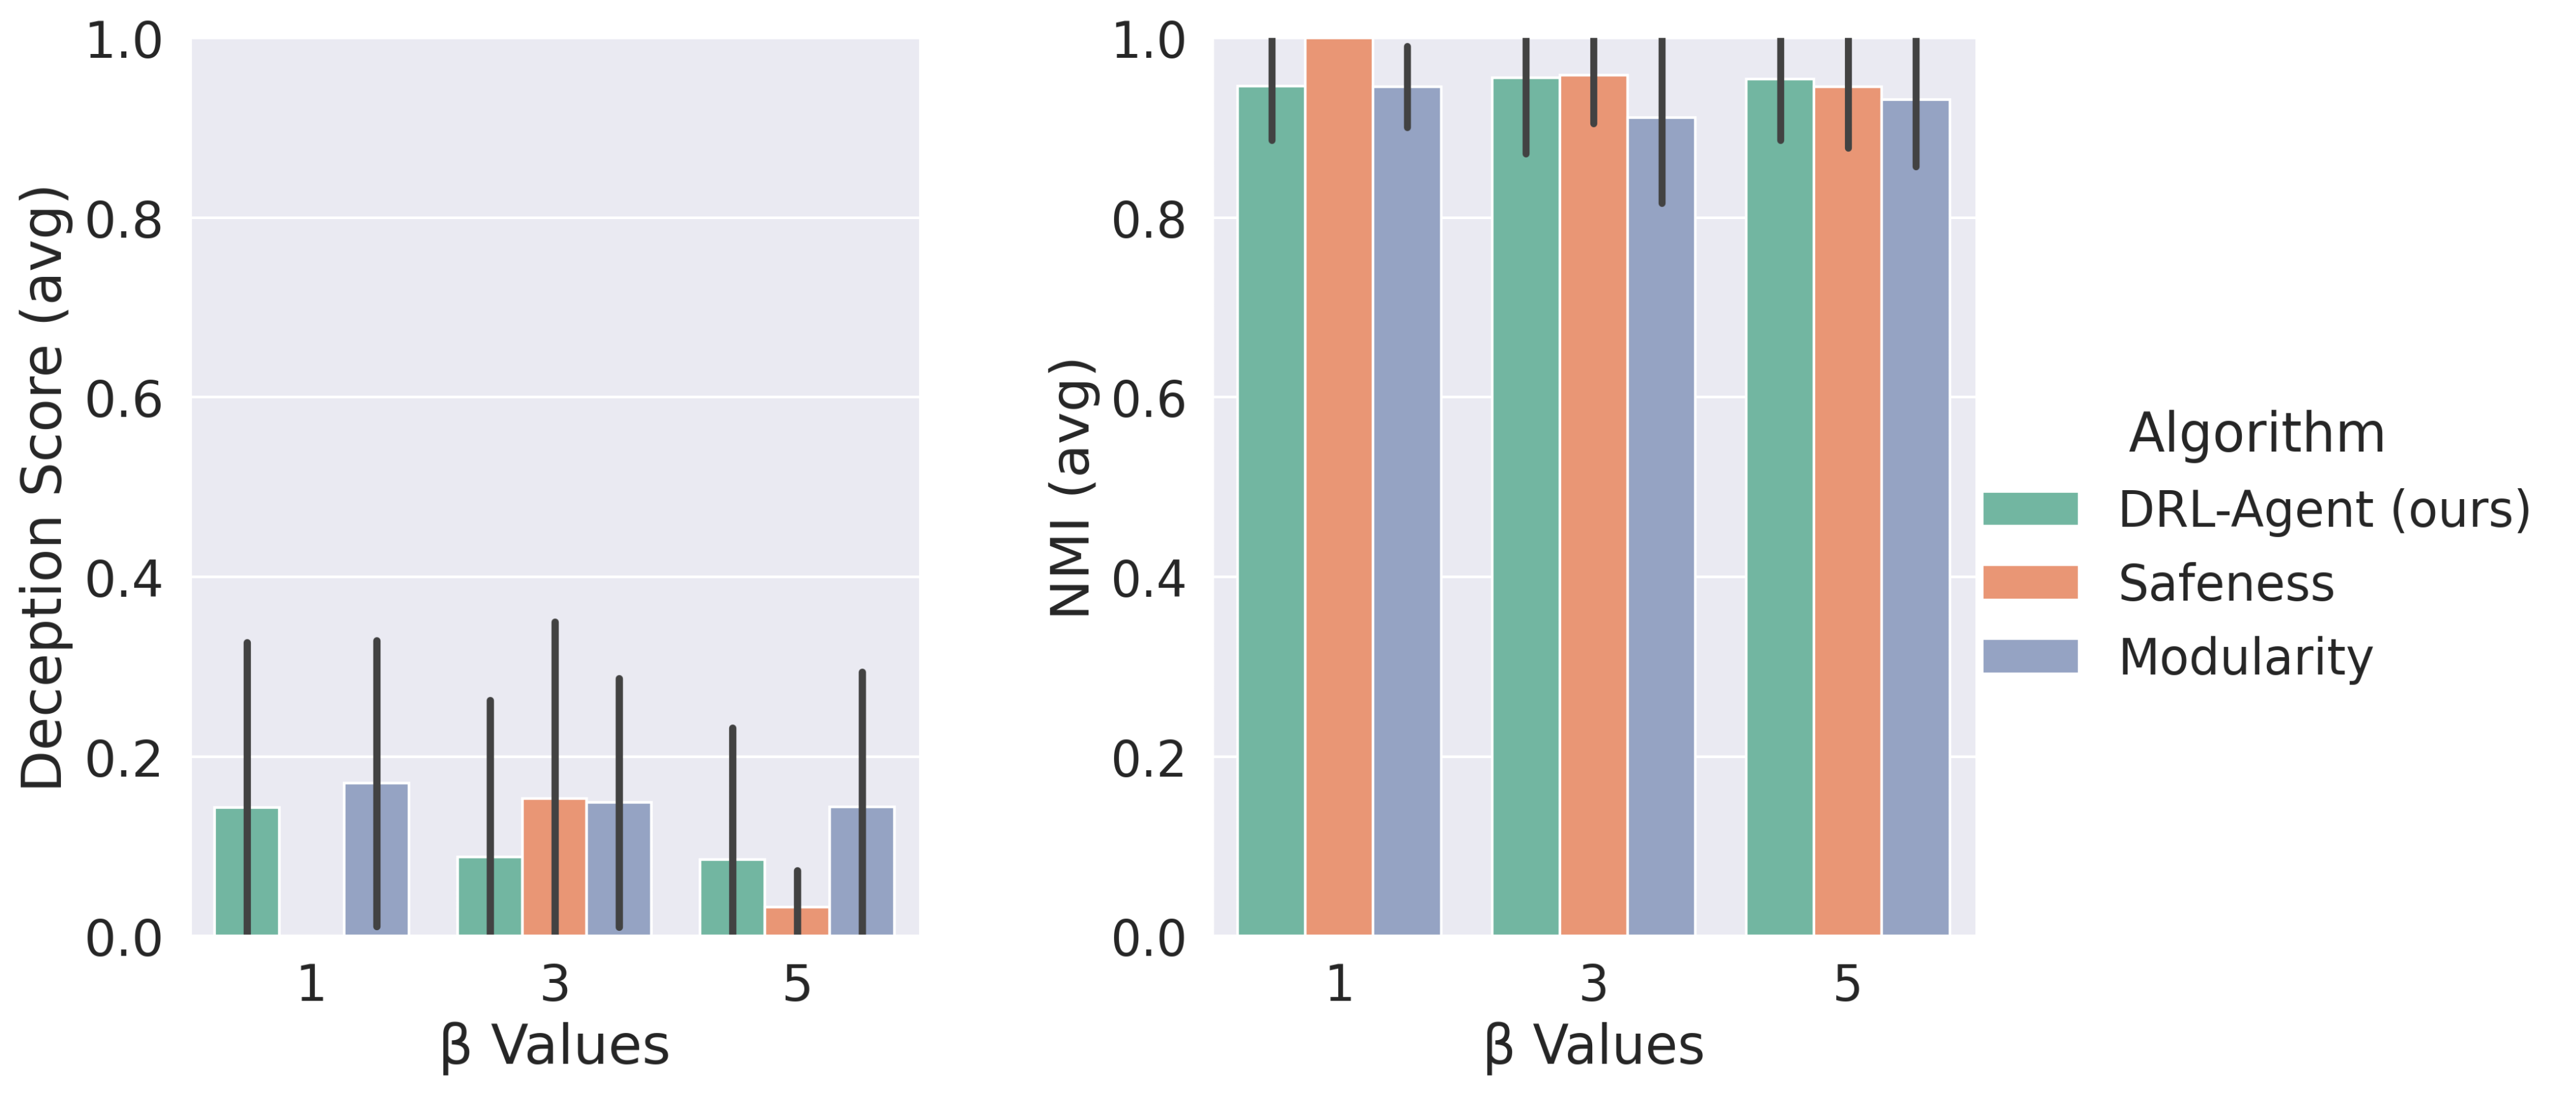 Deception Score (avg)
1.0
0.8
0.6
0.4
0.2
0.0
1 3 5
β Values
NMI (avg)
1.0
0.8
0.6
0.4
0.2
0.0
1 3 5
β Values
Algorithm
DRL-Agent (ours)
Safeness
Modularity